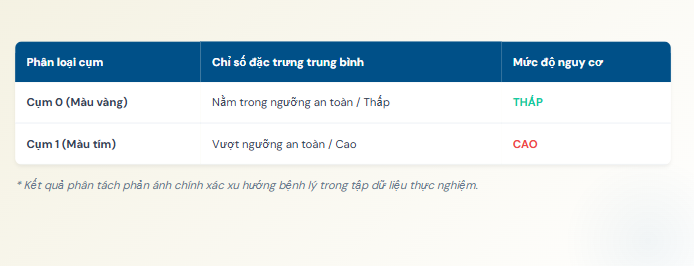 Phân loại cụm Chỉ số đặc trưng trung bình Mức độ nguy cơ
Cụm 0 (Màu vàng) Nằm trong ngưỡng an toàn / Thấp THẤP
Cụm 1 (Màu tím) Vượt ngưỡng an toàn / Cao CAO
* Kết quả phân tách phản ánh chính xác xu hướng bệnh lý trong tập dữ liệu thực nghiệm.